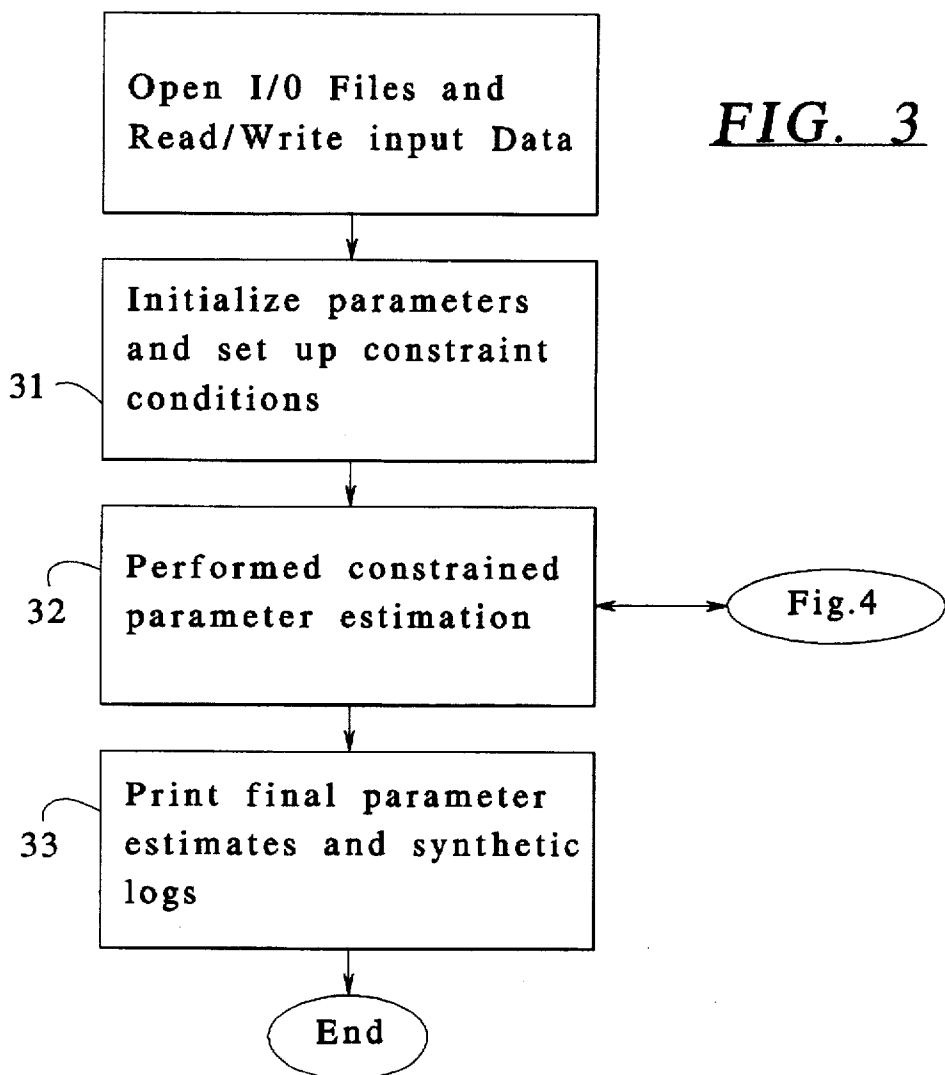 Open I/0 Files and
Read/Write input Data
FIG. 3
Initialize parameters
and set up constraint
conditions
31
Performed constrained
parameter estimation
32
Fig.4
Print final parameter
estimates and synthetic
logs
33
End